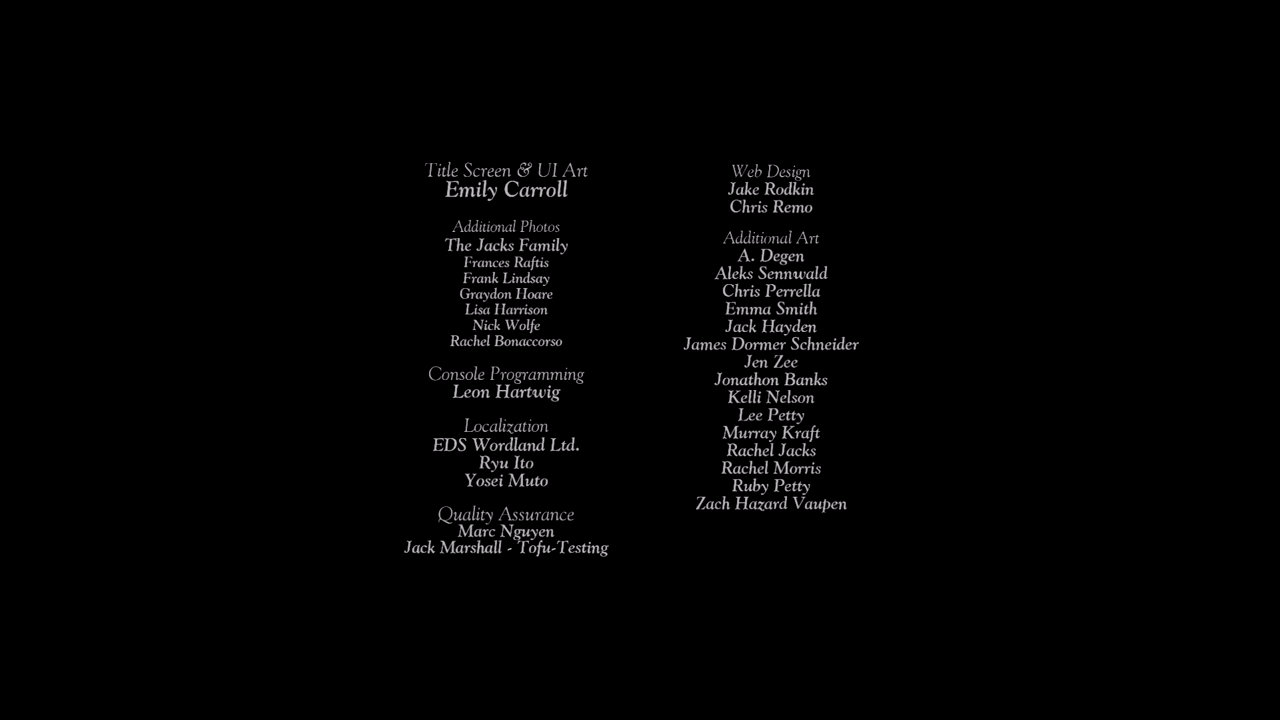 Title Screen & UI Art
Emily Carroll
Additional Photos
The Jacks Family
Frances Raftis
Frank Lindsay
Graydon Hoare
Lisa Harrison
Nick Wolfe
Rachel Bonaccorso
Console Programming
Leon Hartwig
Localization
EDS Wordland Ltd.
Ryu Ito
Yosei Muto
Quality Assurance
Marc Nguyen
Jack Marshall - Tofu-Testing
Web Design
Jake Rodkin
Chris Remo
Additional Art
A. Degen
Aleks Sennwald
Chris Perrella
Emma Smith
Jack Hayden
James Dormer Schneider
Jen Zee
Jonathon Banks
Kelli Nelson
Lee Petty
Murray Kraft
Rachel Jacks
Rachel Morris
Ruby Petty
Zach Hazard Vaupen